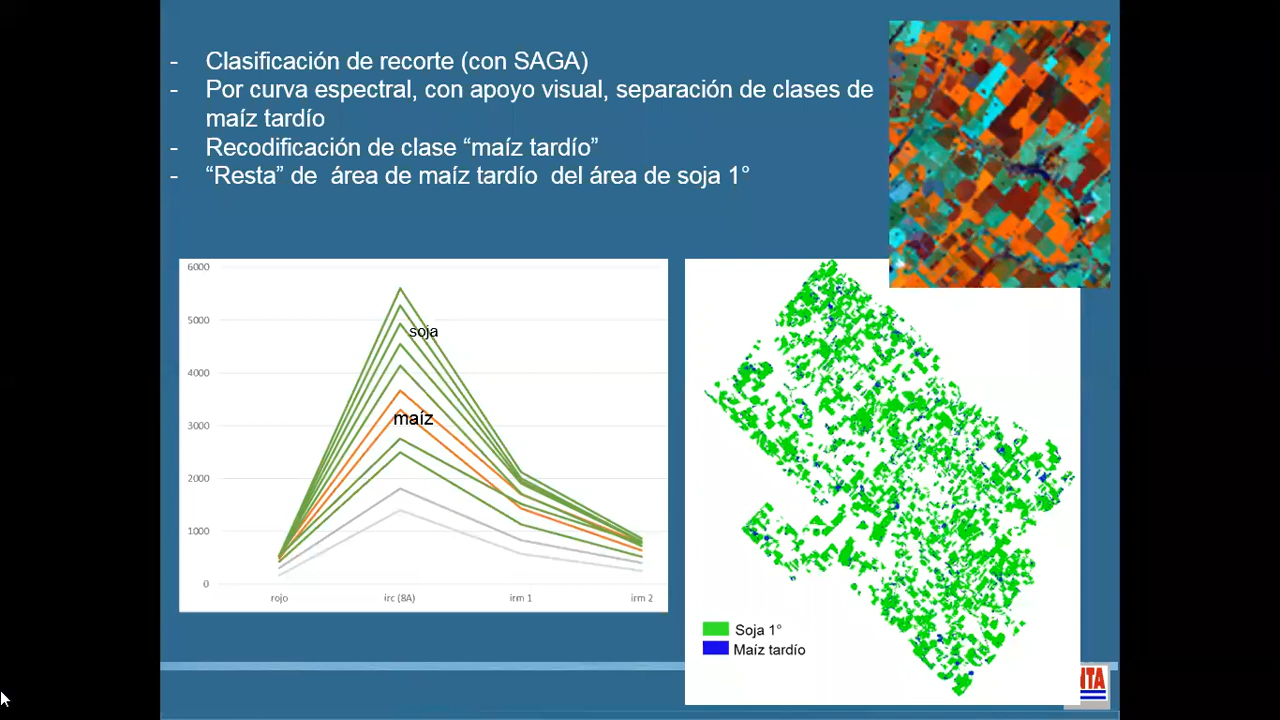 - Clasificación de recorte (con SAGA)
- Por curva espectral, con apoyo visual, separación de clases de
maíz tardío
- Recodificación de clase “maíz tardío”
- “Resta” de área de maíz tardío del área de soja 1°
6000
5000
4000
3000
2000
1000
0
soja
maíz
rojo irc (8A) irm 1 irm 2
Soja 1°
Maíz tardío